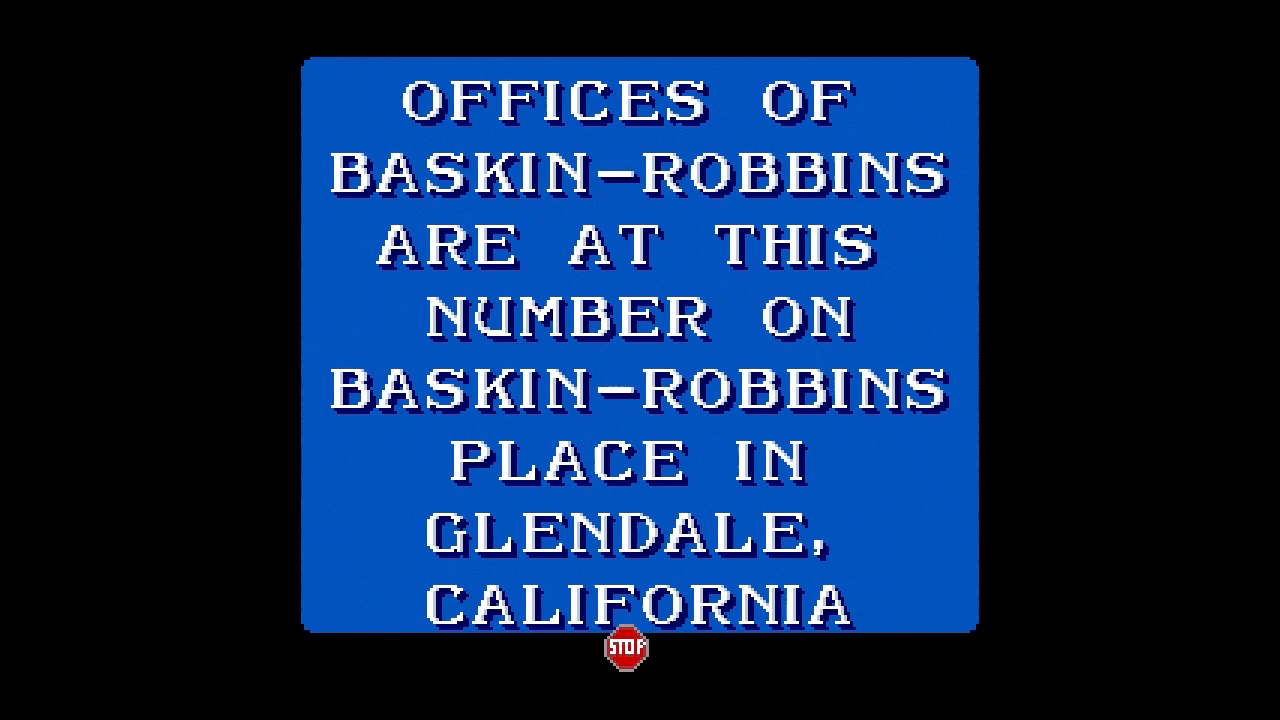 OFFICES OF
BASKIN-ROBBINS
ARE AT THIS
NUMBER ON
BASKIN-ROBBINS
PLACE IN
GLENDALE,
CALIFORNIA
STOP